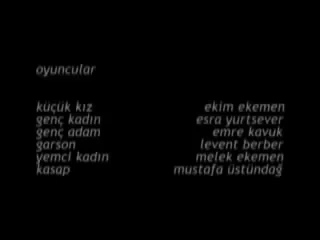 oyuncular
küçük kız ekim ekemen
genç kadın esra yurtsever
genç adam emre kavuk
garson levent berber
yemci kadın melek ekemen
kasap mustafa üstündağ